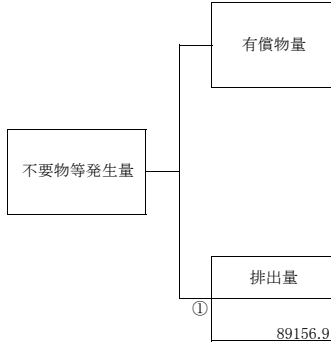 有償物量
不要物等発生量
排出量
①
89156.9